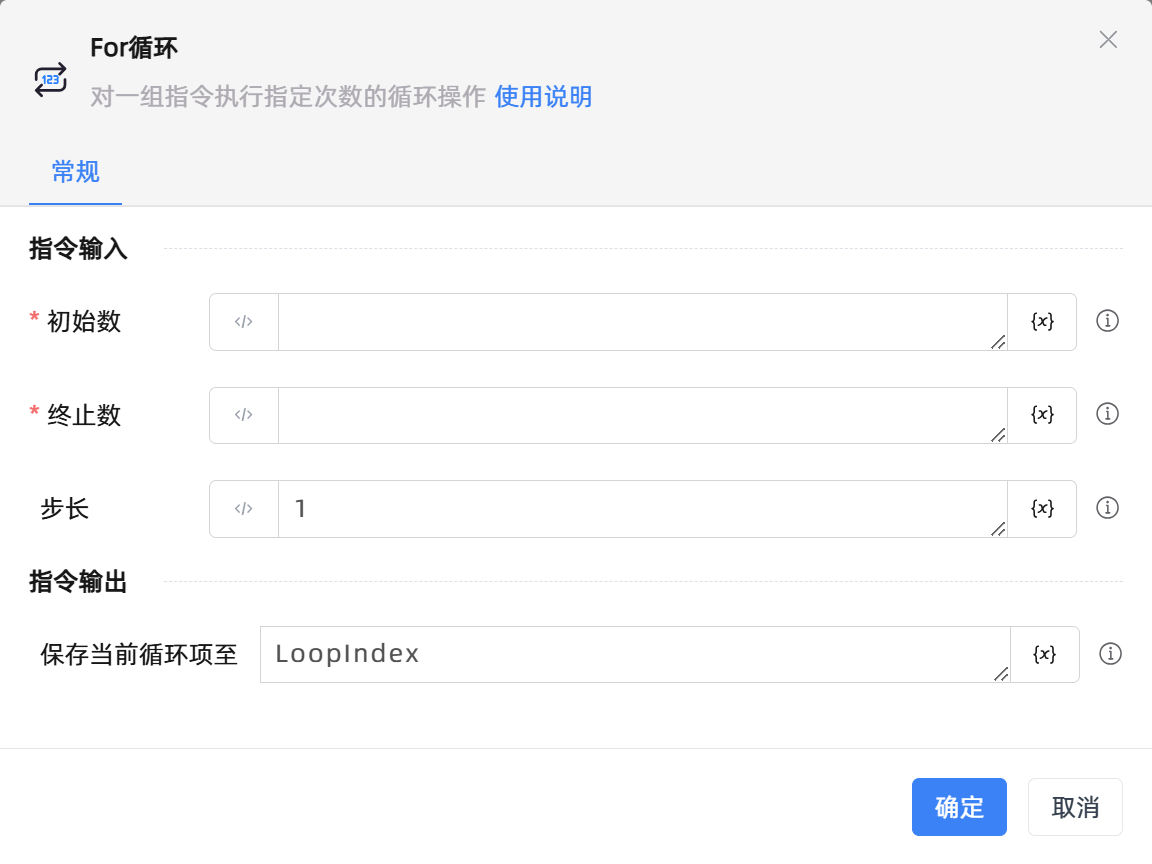 For循环
123
对一组指令执行指定次数的循环操作 使用说明
常规
指令输入
* 初始数 </> {x}
* 终止数 </> {x}
步长 </> 1 {x}
指令输出
保存当前循环项至 LoopIndex {x}
确定 取消